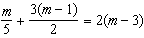 m/5 + 3(m − 1)/2 = 2(m − 3)